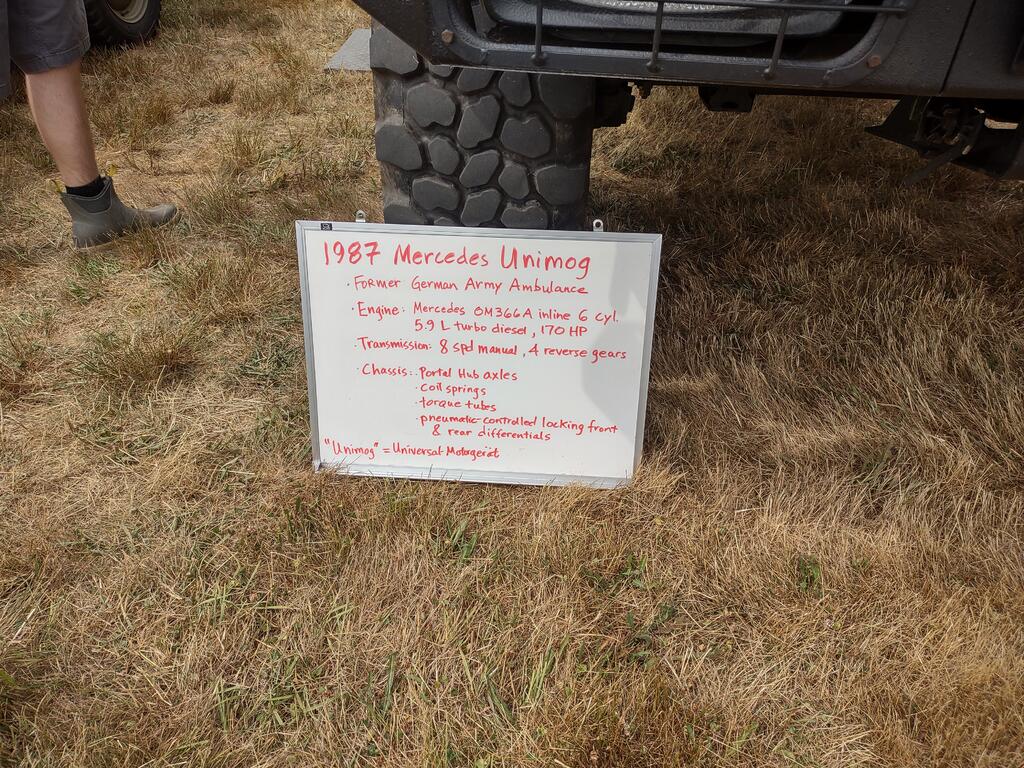 1987 Mercedes Unimog
· Former German Army Ambulance
· Engine: Mercedes OM366A inline 6 cyl.
5.9 L turbo diesel, 170 HP
· Transmission: 8 spd manual, 4 reverse gears
· Chassis: · Portal Hub axles
· coil springs
· torque tubes
· pneumatic-controlled locking front
& rear differentials
"Unimog" = Universal-Motorgerät